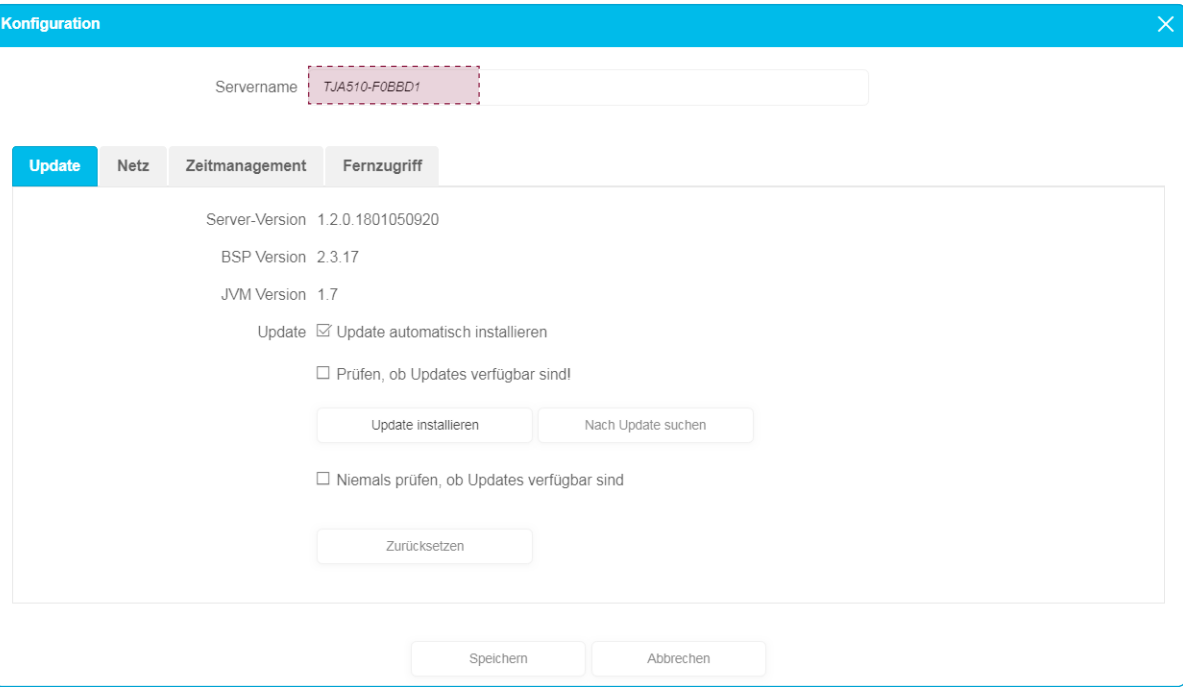 Konfiguration
Servername TJA510-F0BBD1
Update Netz Zeitmanagement Fernzugriff
Server-Version 1.2.0.1801050920
BSP Version 2.3.17
JVM Version 1.7
Update Update automatisch installieren
Prüfen, ob Updates verfügbar sind!
Update installieren Nach Update suchen
Niemals prüfen, ob Updates verfügbar sind
Zurücksetzen
Speichern Abbrechen